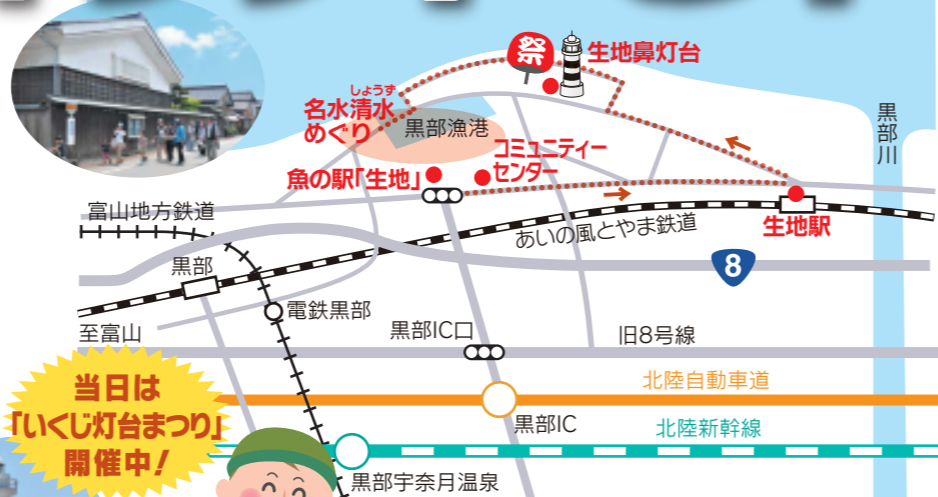 祭
生地鼻灯台
しょうず
名水清水
めぐり
黒部漁港
コミュニティー
センター
魚の駅「生地」
黒部川
生地駅
富山地方鉄道
あいの風とやま鉄道
8
黒部
電鉄黒部
至富山
黒部IC口
旧8号線
当日は
「いくじ灯台まつり」
開催中!
北陸自動車道
黒部IC
北陸新幹線
黒部宇奈月温泉